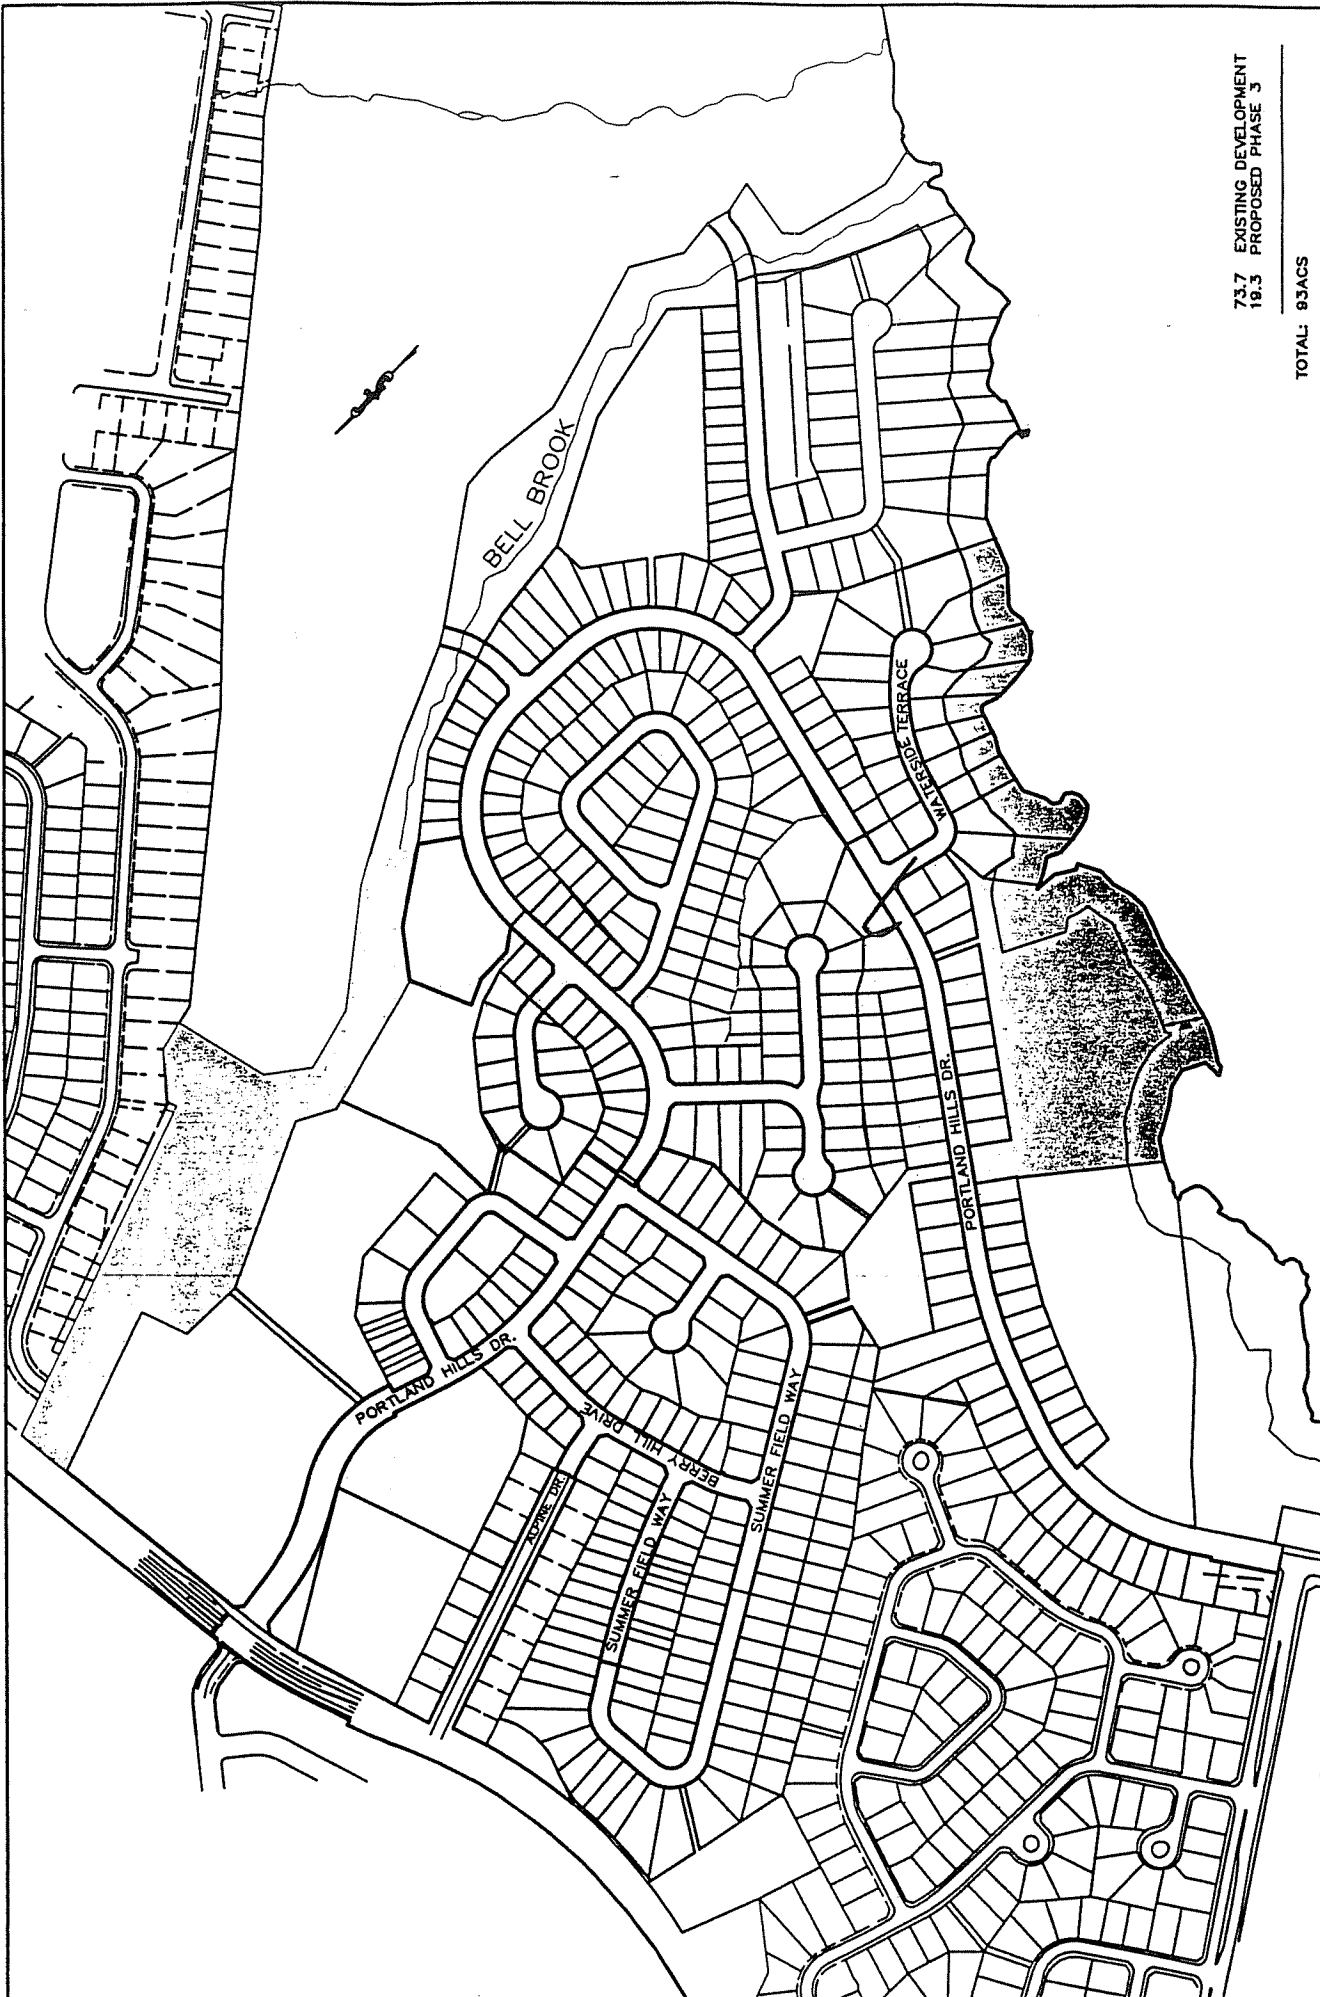 73.7 EXISTING DEVELOPMENT
19.3 PROPOSED PHASE 3
TOTAL: 93ACS
BELL BROOK
WATERSIDE TERRACE
PORTLAND HILLS DR.
PORTLAND HILLS DR.
BERRY HILL DRIVE
ALPINE DR.
SUMMER FIELD WAY
SUMMER FIELD WAY